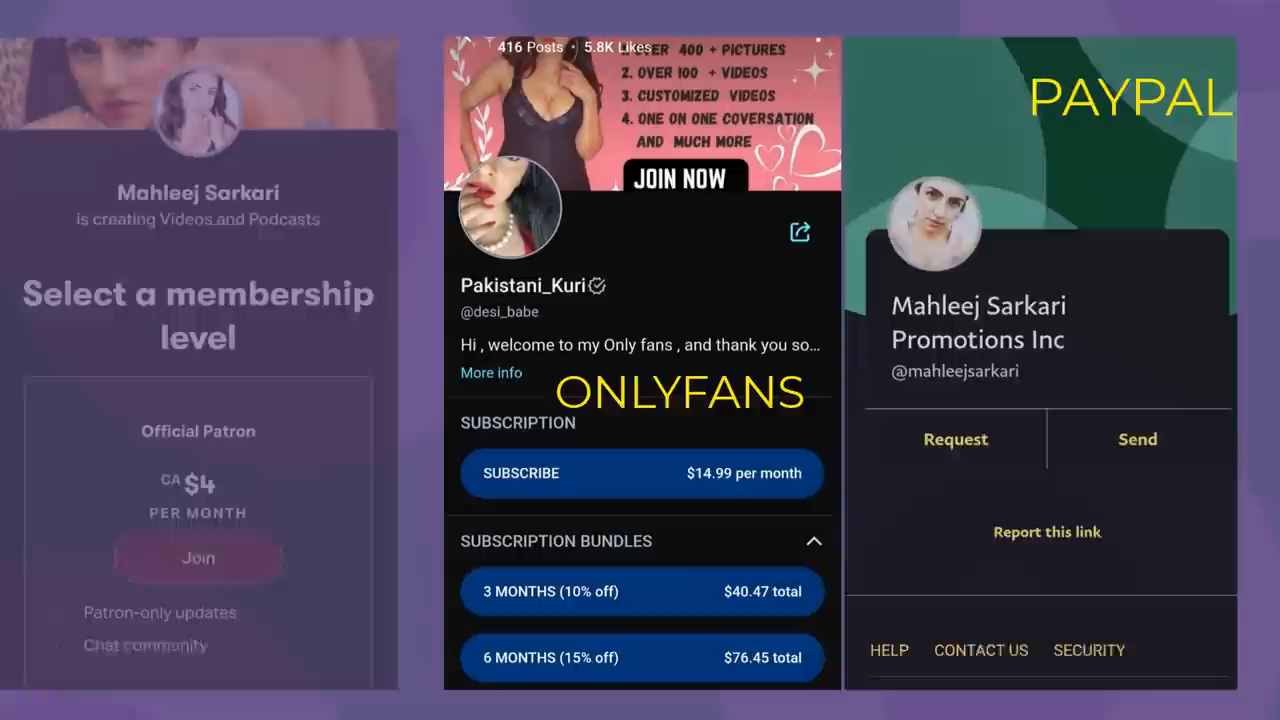 Mahleej Sarkari
is creating Videos and Podcasts
Select a membership
level
Official Patron
CA $4
PER MONTH
Join
Patron-only updates
Chat community
416 Posts · 5.8K Likes
1. OVER 400 + PICTURES
2. OVER 100 + VIDEOS
3. CUSTOMIZED VIDEOS
4. ONE ON ONE COVERSATION
AND MUCH MORE
JOIN NOW
Pakistani_Kuri
@desi_babe
Hi , welcome to my Only fans , and thank you so...
More info
ONLYFANS
SUBSCRIPTION
SUBSCRIBE $14.99 per month
SUBSCRIPTION BUNDLES
3 MONTHS (10% off) $40.47 total
6 MONTHS (15% off) $76.45 total
PAYPAL
Mahleej Sarkari
Promotions Inc
@mahleejsarkari
Request Send
Report this link
HELP CONTACT US SECURITY